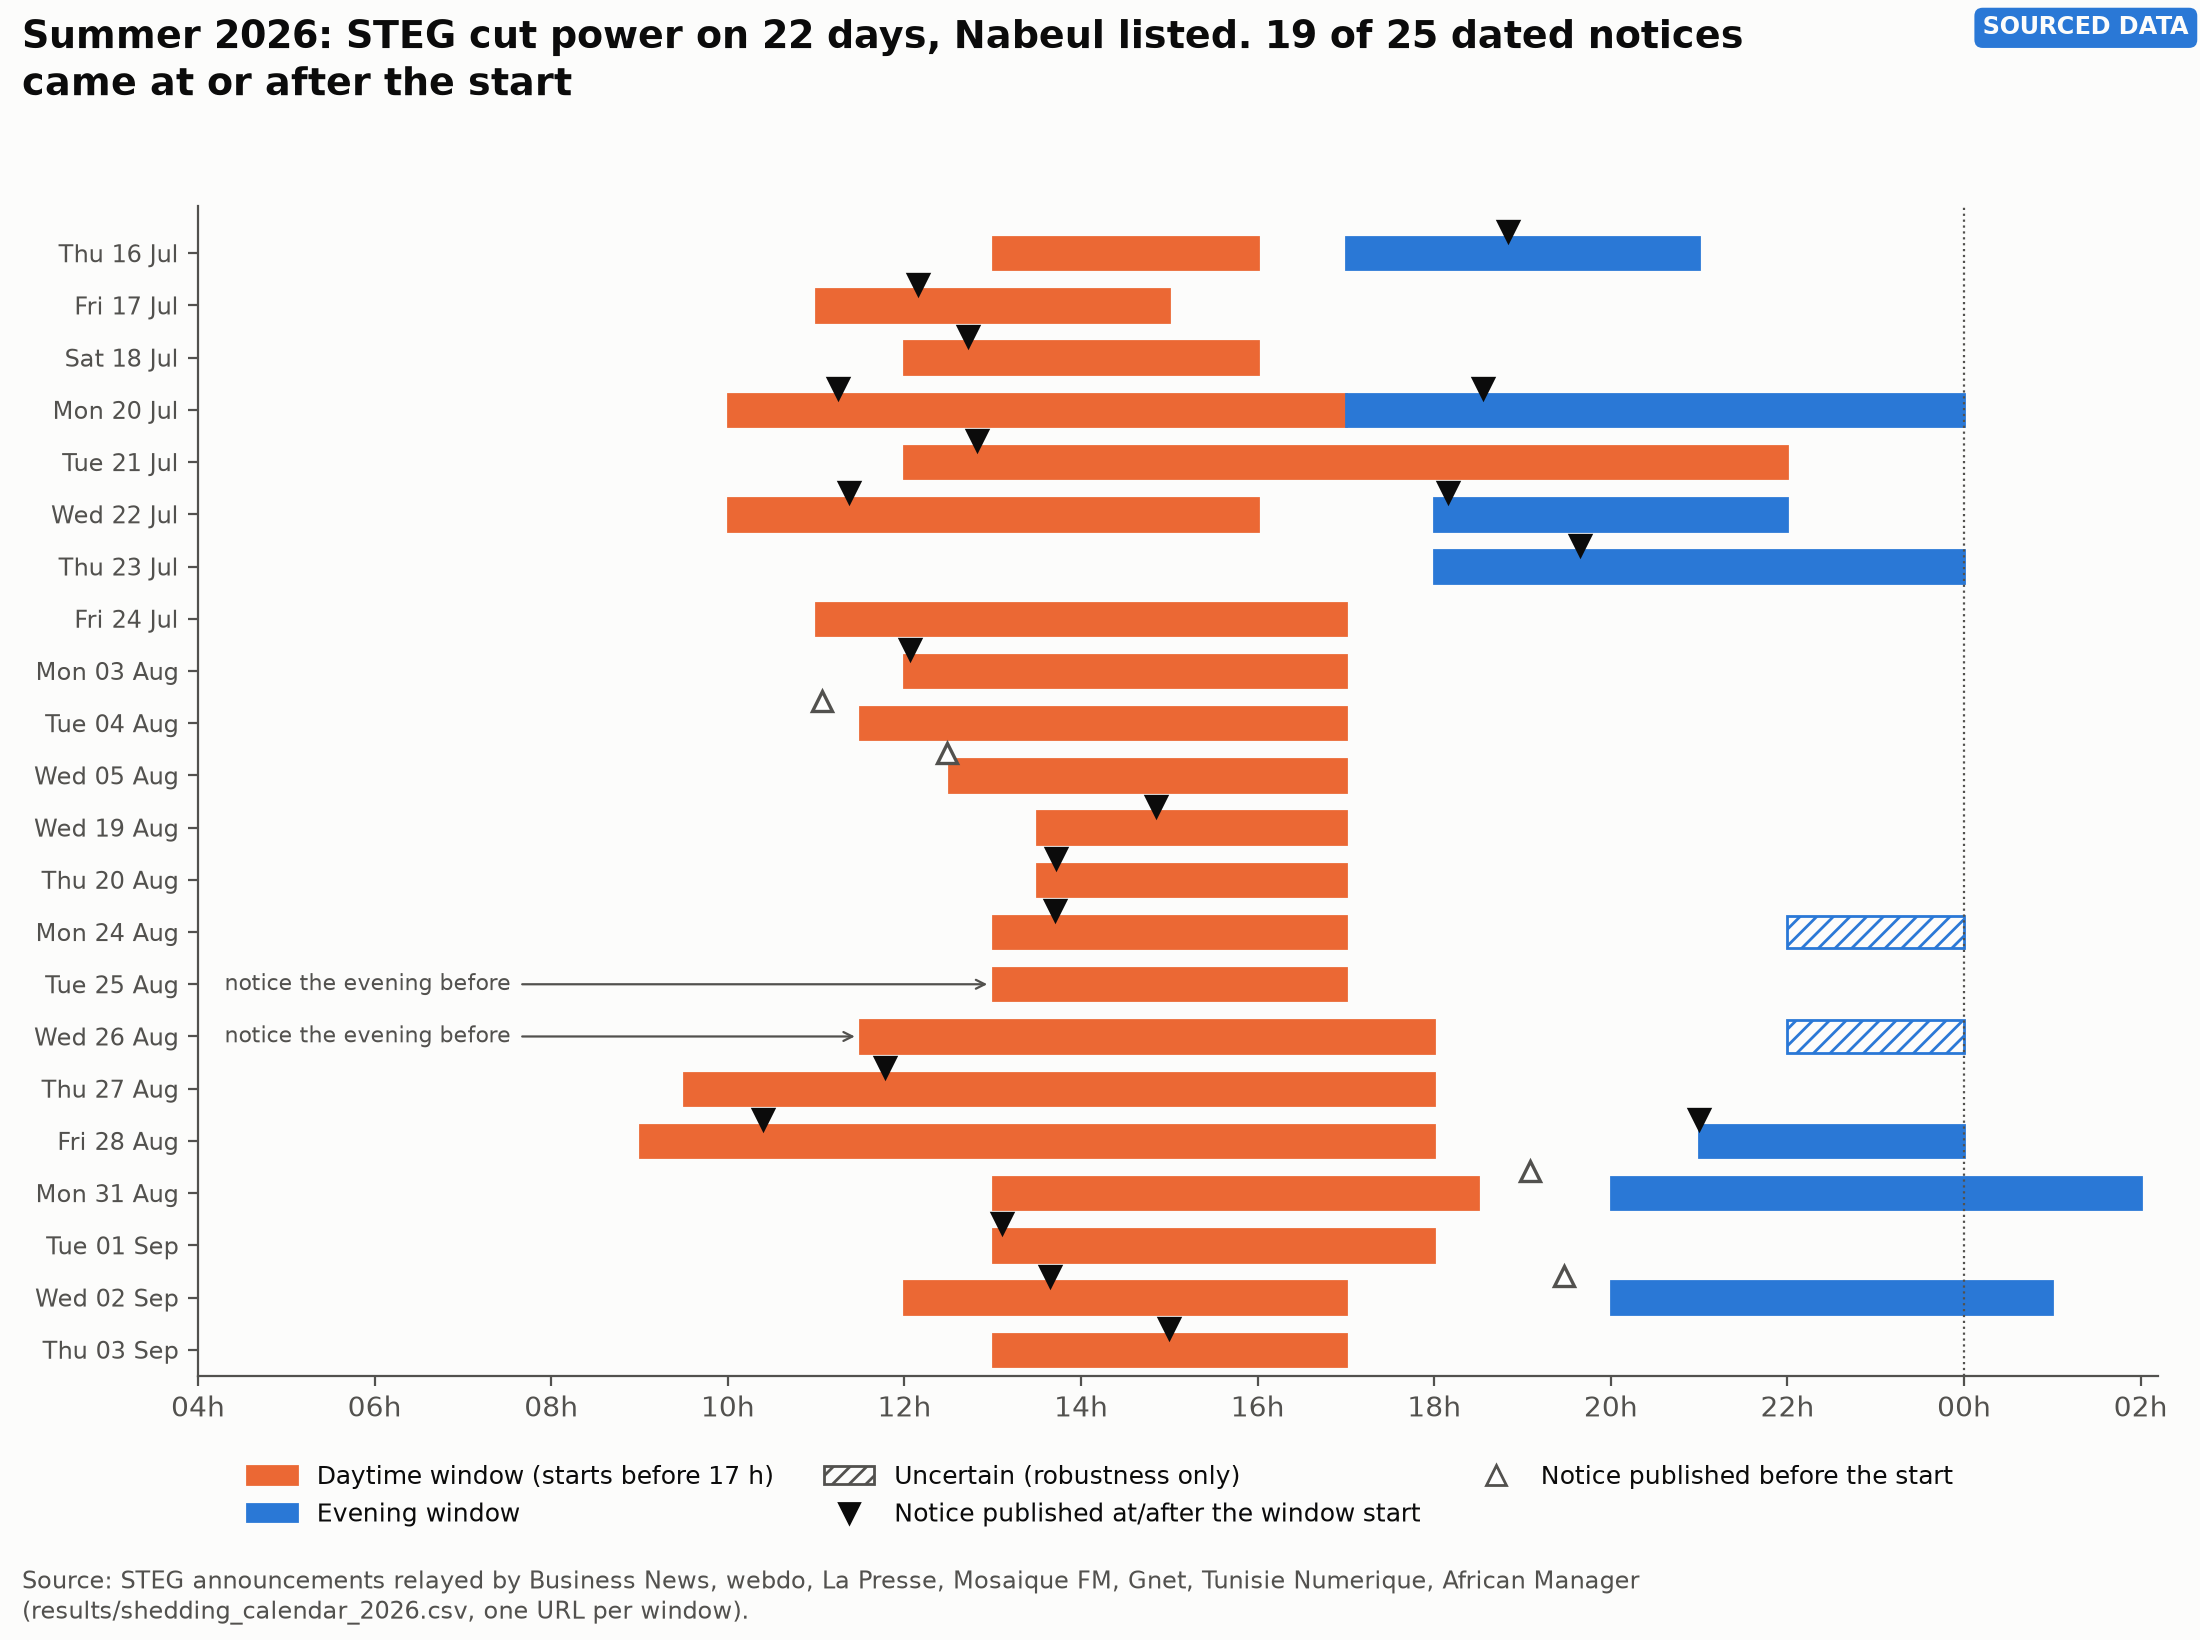 Summer 2026: STEG cut power on 22 days, Nabeul listed. 19 of 25 dated notices
came at or after the start
SOURCED DATA
Thu 16 Jul
Fri 17 Jul
Sat 18 Jul
Mon 20 Jul
Tue 21 Jul
Wed 22 Jul
Thu 23 Jul
Fri 24 Jul
Mon 03 Aug
Tue 04 Aug
Wed 05 Aug
Wed 19 Aug
Thu 20 Aug
Mon 24 Aug
Tue 25 Aug notice the evening before
Wed 26 Aug notice the evening before
Thu 27 Aug
Fri 28 Aug
Mon 31 Aug
Tue 01 Sep
Wed 02 Sep
Thu 03 Sep
04h 06h 08h 10h 12h 14h 16h 18h 20h 22h 00h 02h
Daytime window (starts before 17 h)
Evening window
Uncertain (robustness only)
Notice published at/after the window start
Notice published before the start
Source: STEG announcements relayed by Business News, webdo, La Presse, Mosaique FM, Gnet, Tunisie Numerique, African Manager
(results/shedding_calendar_2026.csv, one URL per window).